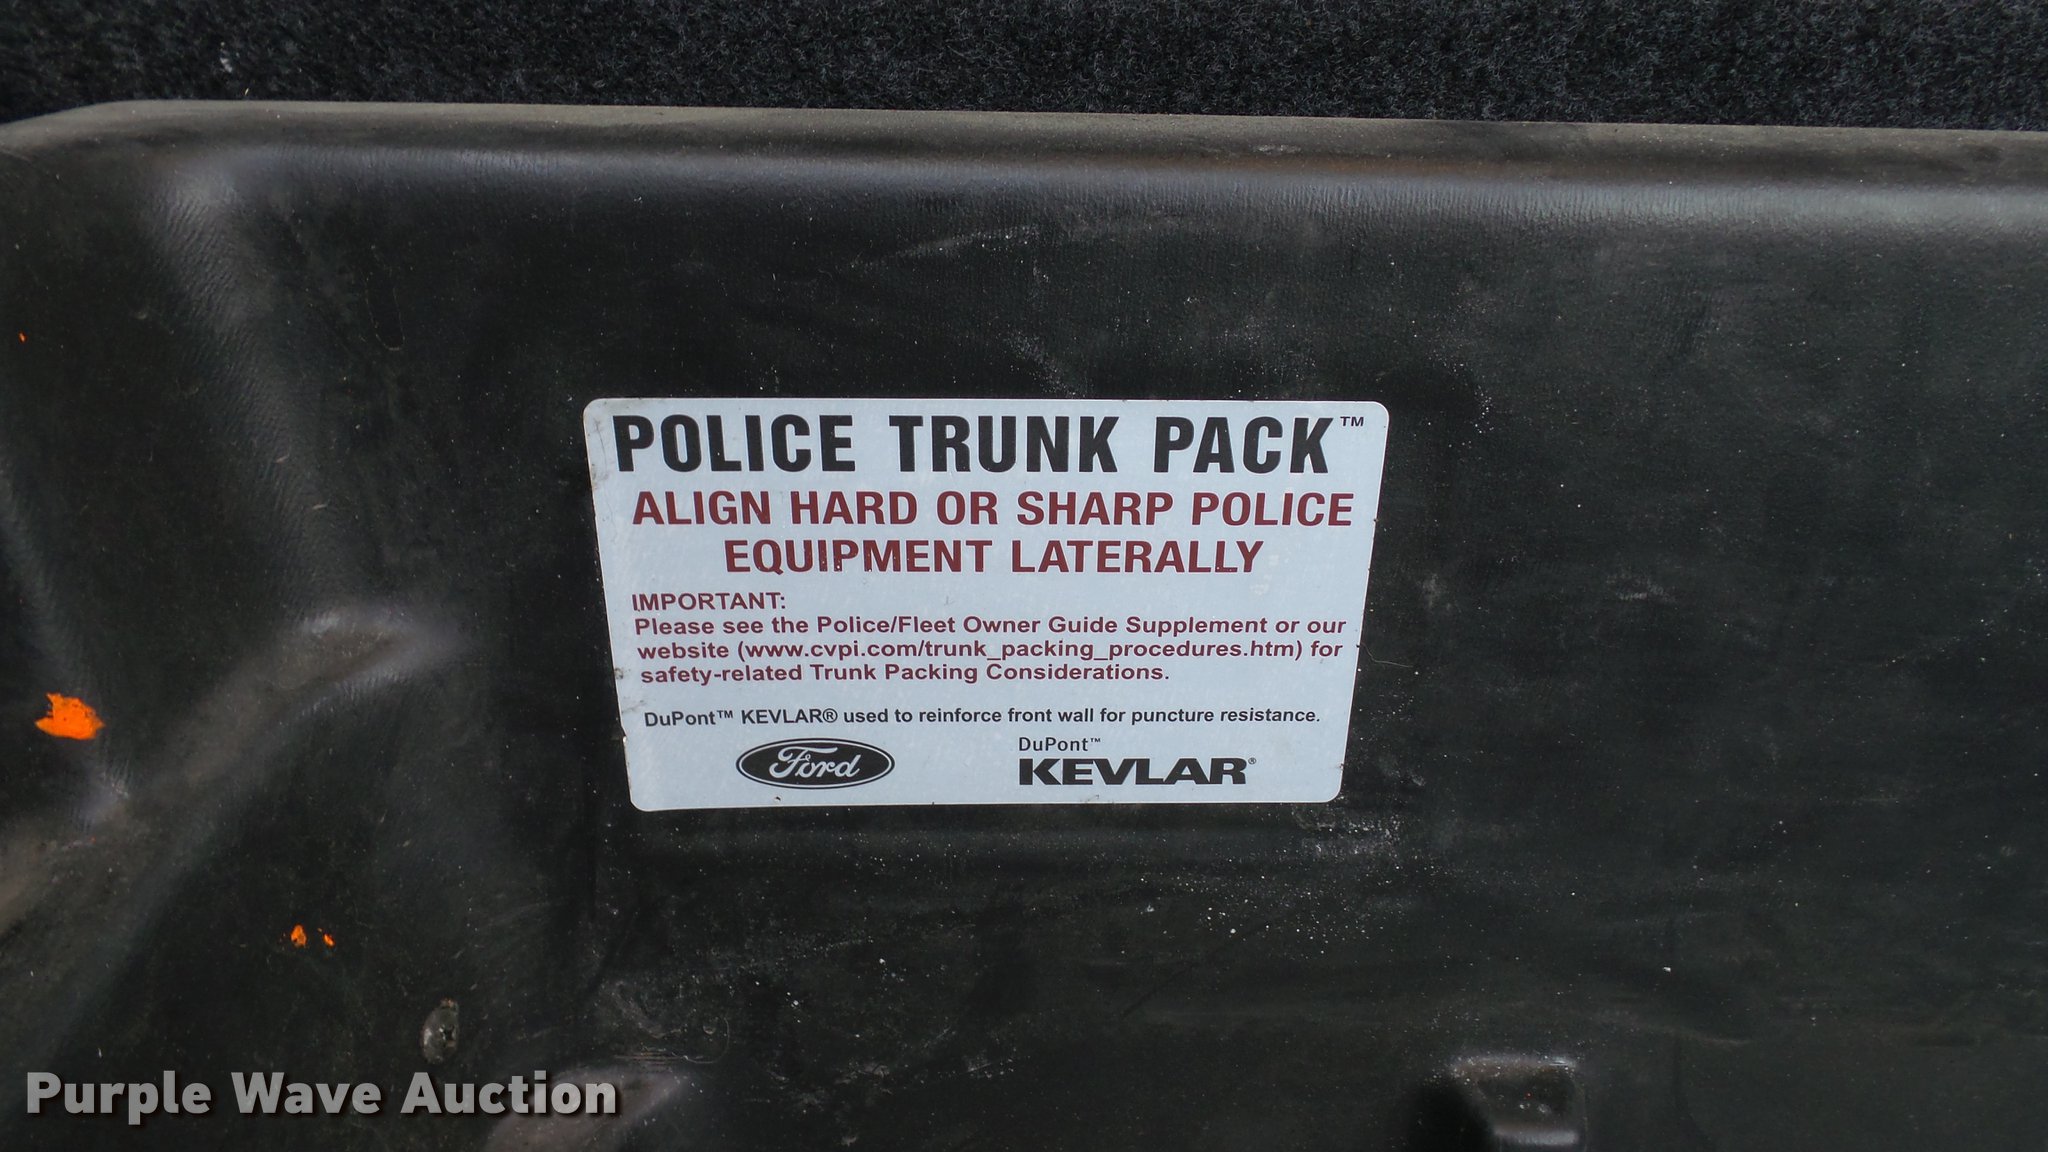 POLICE TRUNK PACK™
ALIGN HARD OR SHARP POLICE
EQUIPMENT LATERALLY
IMPORTANT:
Please see the Police/Fleet Owner Guide Supplement or our
website (www.cvpi.com/trunk_packing_procedures.htm) for
safety-related Trunk Packing Considerations.
DuPont™ KEVLAR® used to reinforce front wall for puncture resistance.
Ford
DuPont™
KEVLAR®
Purple Wave Auction